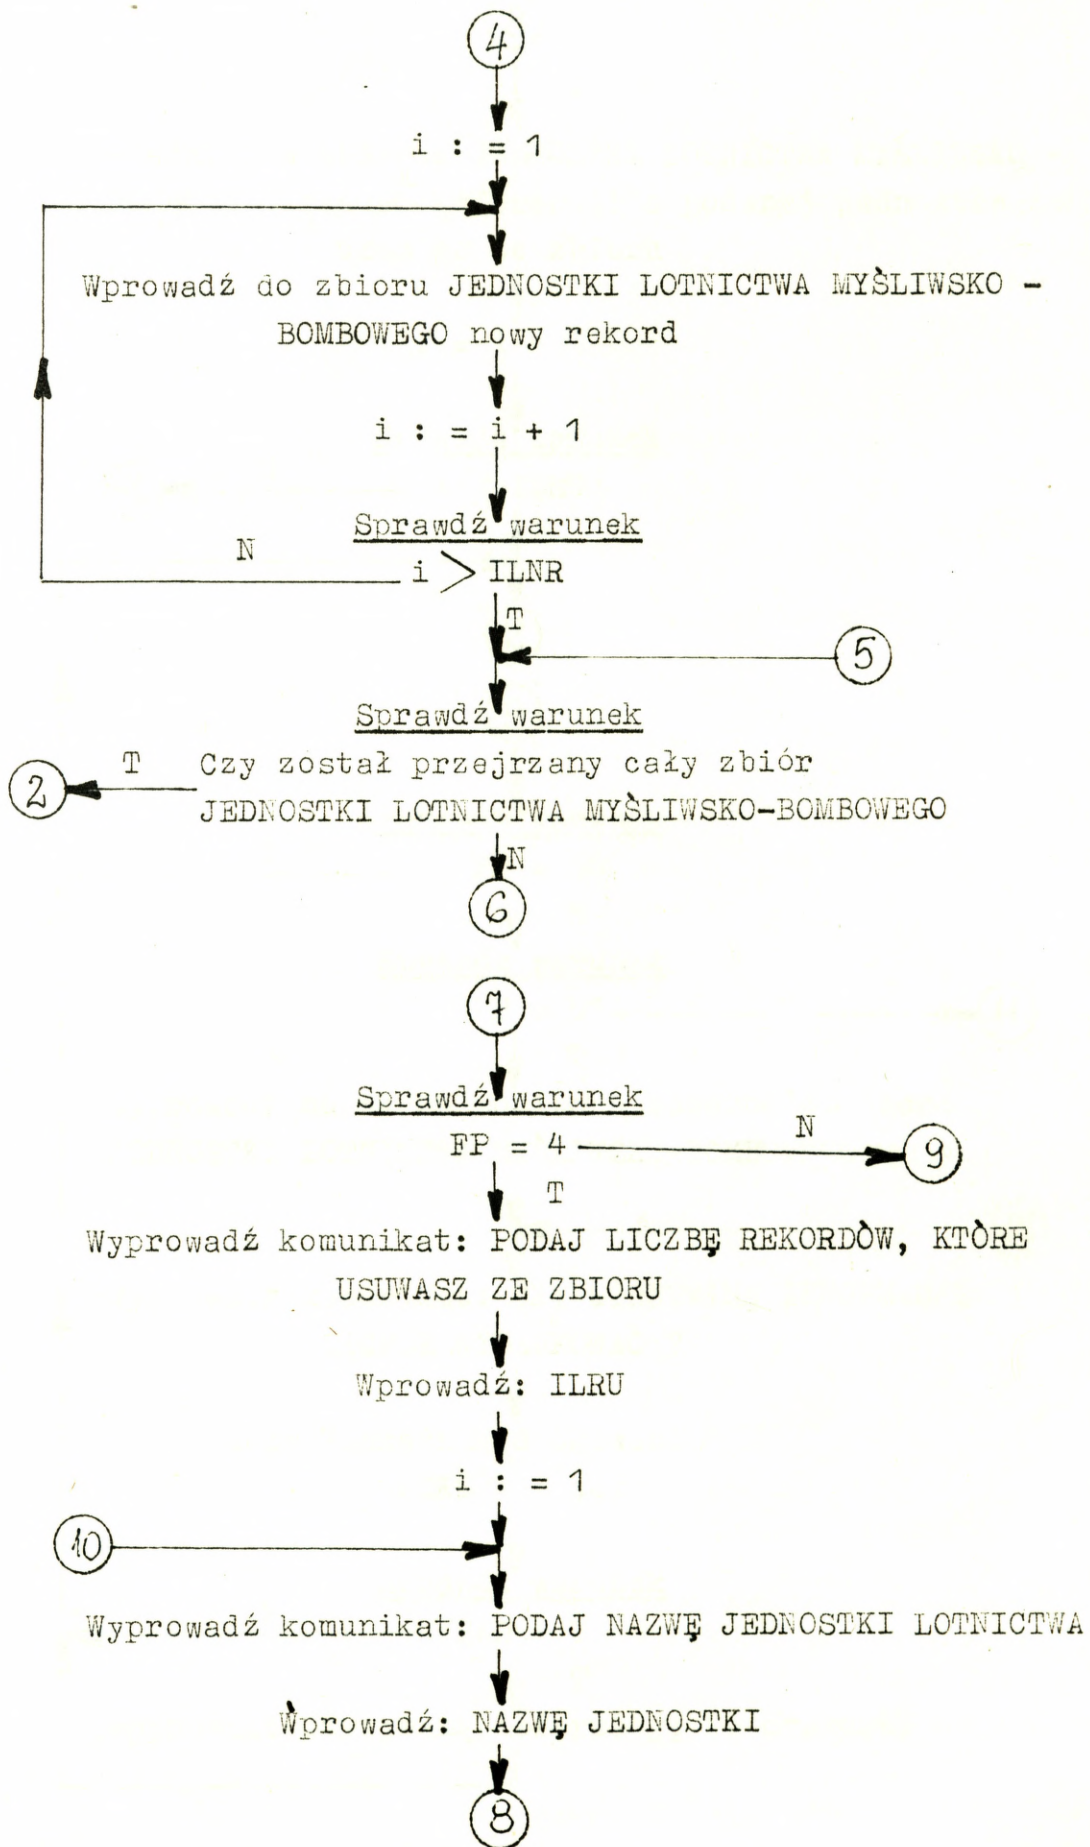 4
i : = 1
Wprowadź do zbioru JEDNOSTKI LOTNICTWA MYŚLIWSKO -
BOMBOWEGO nowy rekord
i : = i + 1
Sprawdź warunek
N
i > ILNR
T
5
Sprawdź warunek
2
T
Czy został przejrzany cały zbiór
JEDNOSTKI LOTNICTWA MYŚLIWSKO-BOMBOWEGO
N
6
7
Sprawdź warunek
FP = 4
N
9
T
Wyprowadź komunikat: PODAJ LICZBĘ REKORDÓW, KTÓRE
USUWASZ ZE ZBIORU
Wprowadź: ILRU
i : = 1
10
Wyprowadź komunikat: PODAJ NAZWĘ JEDNOSTKI LOTNICTWA
Wprowadź: NAZWĘ JEDNOSTKI
8